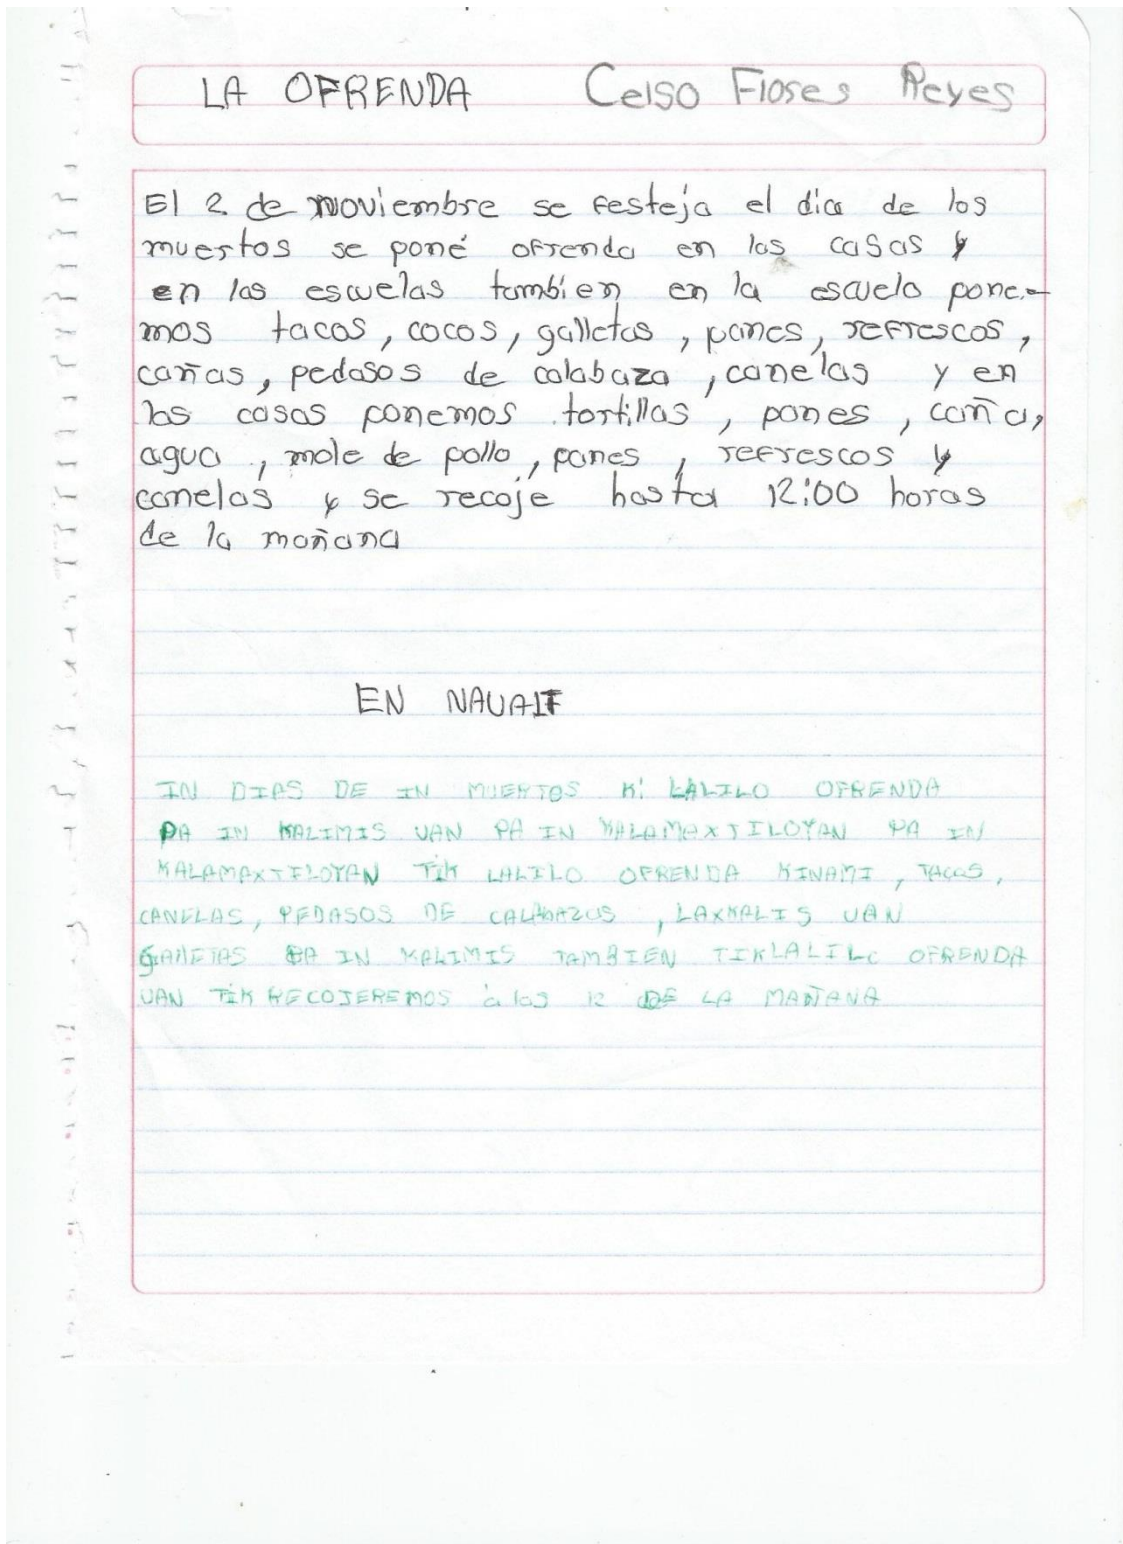 LA OFRENDA Celso Flores Reyes
El 2 de noviembre se festeja el dia de los
muertos se poné ofrenda en las casas y
en las escuelas tambien en la escuela pone-
mos tacos, cocos, galletas, panes, refrescos,
cañas, pedasos de calabaza, canelas y en
las casas ponemos tortillas, panes, caña,
agua, mole de pollo, panes, refrescos y
canelas y se recoje hasta 12:00 horas
de la mañana
EN NAUATF
IN DIAS DE IN MUERTOS Ki LALILO OFRENDA
PA IN KALIMIS UAN PA IN KALAMAXTILOYAN PA IN
KALAMAXTILOYAN TIK LALILO OFRENDA KINAMI, TACOS,
CANELAS, PEDASOS DE CALABAZUS, LAXKALIS UAN
GALLETAS PA IN KALIMIS TAMBIEN TIKLALILO OFRENDA
UAN TIK RECOJEREMOS a las 12 DE LA MAÑANA